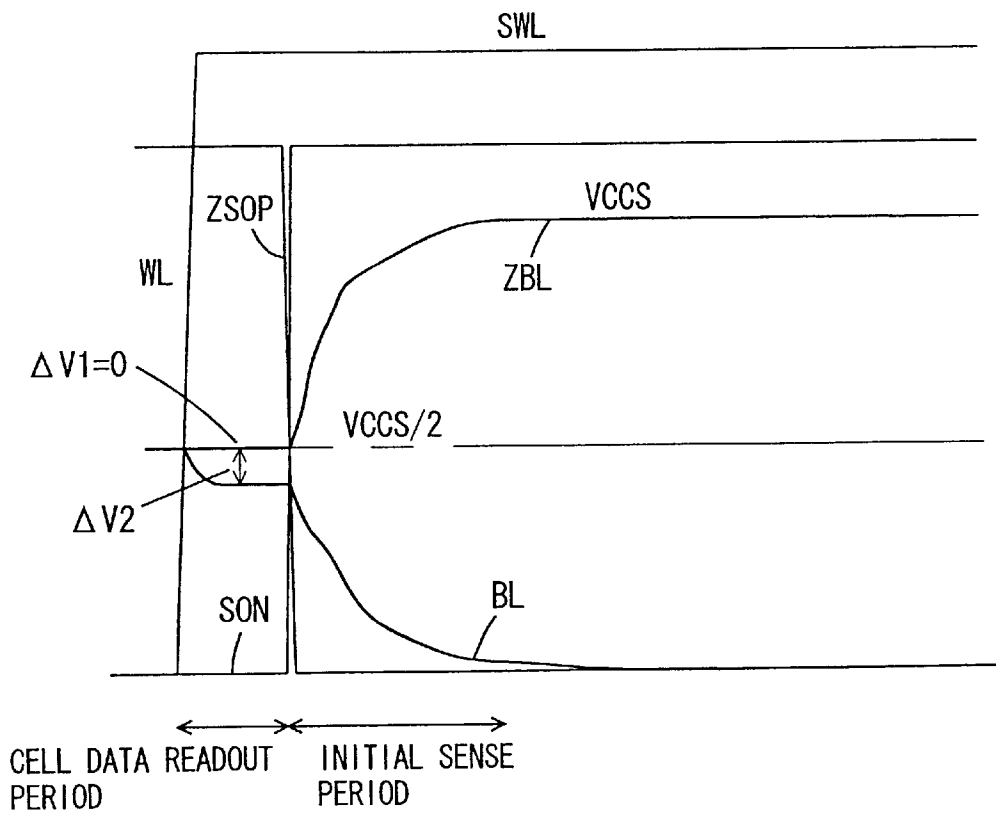 SWL
VCCS
ZSOP
ZBL
WL
ΔV1=0
VCCS/2
ΔV2
SON
BL
CELL DATA READOUT PERIOD
INITIAL SENSE PERIOD